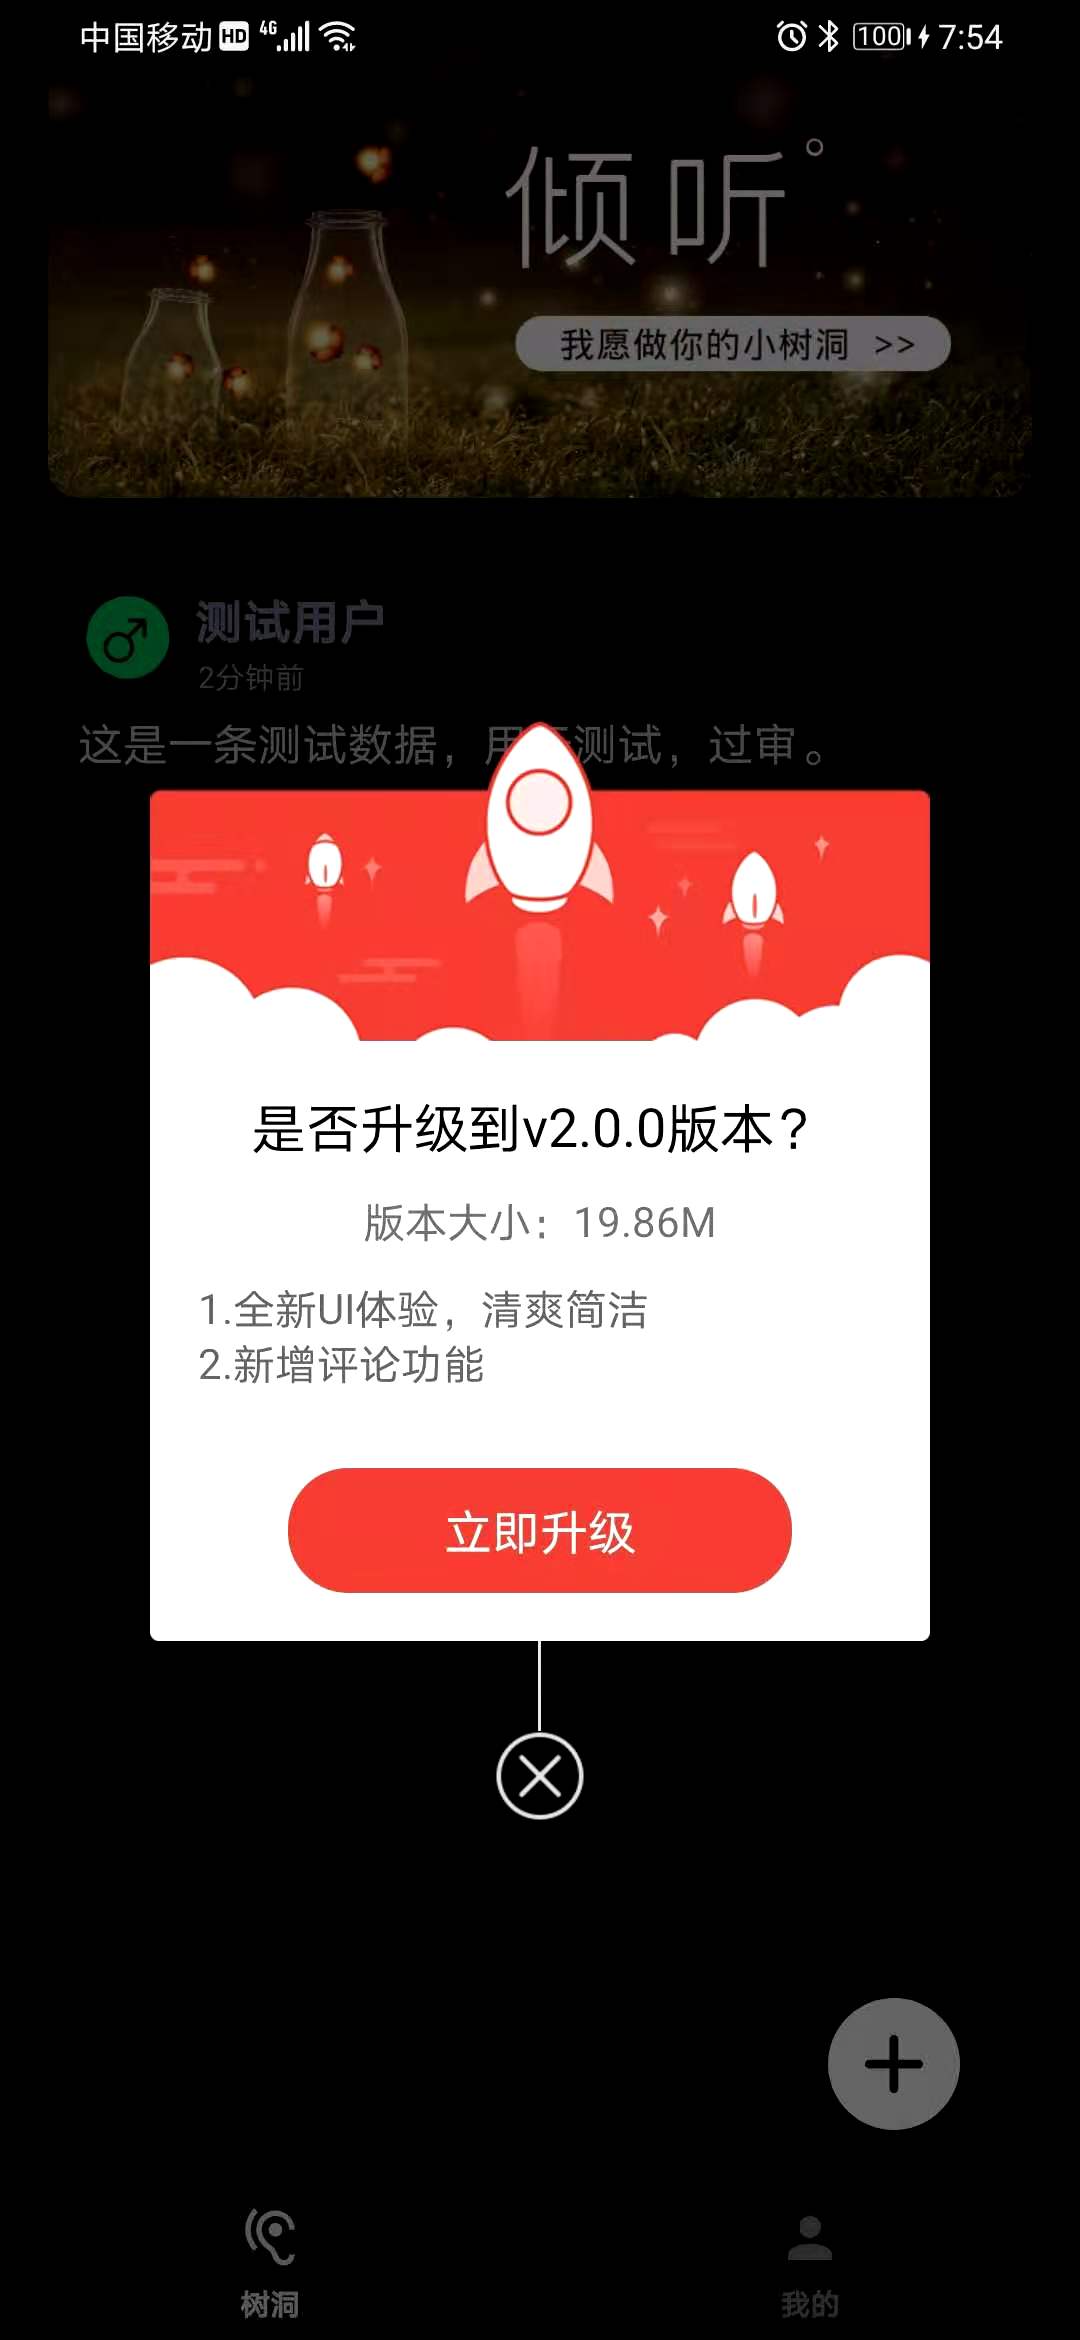 中国移动 HD 4G 100 7:54
倾听°
我愿做你的小树洞 >>
测试用户
2分钟前
这是一条测试数据，用于测试，过审。
是否升级到v2.0.0版本？
版本大小：19.86M
1.全新UI体验，清爽简洁
2.新增评论功能
立即升级
树洞 我的